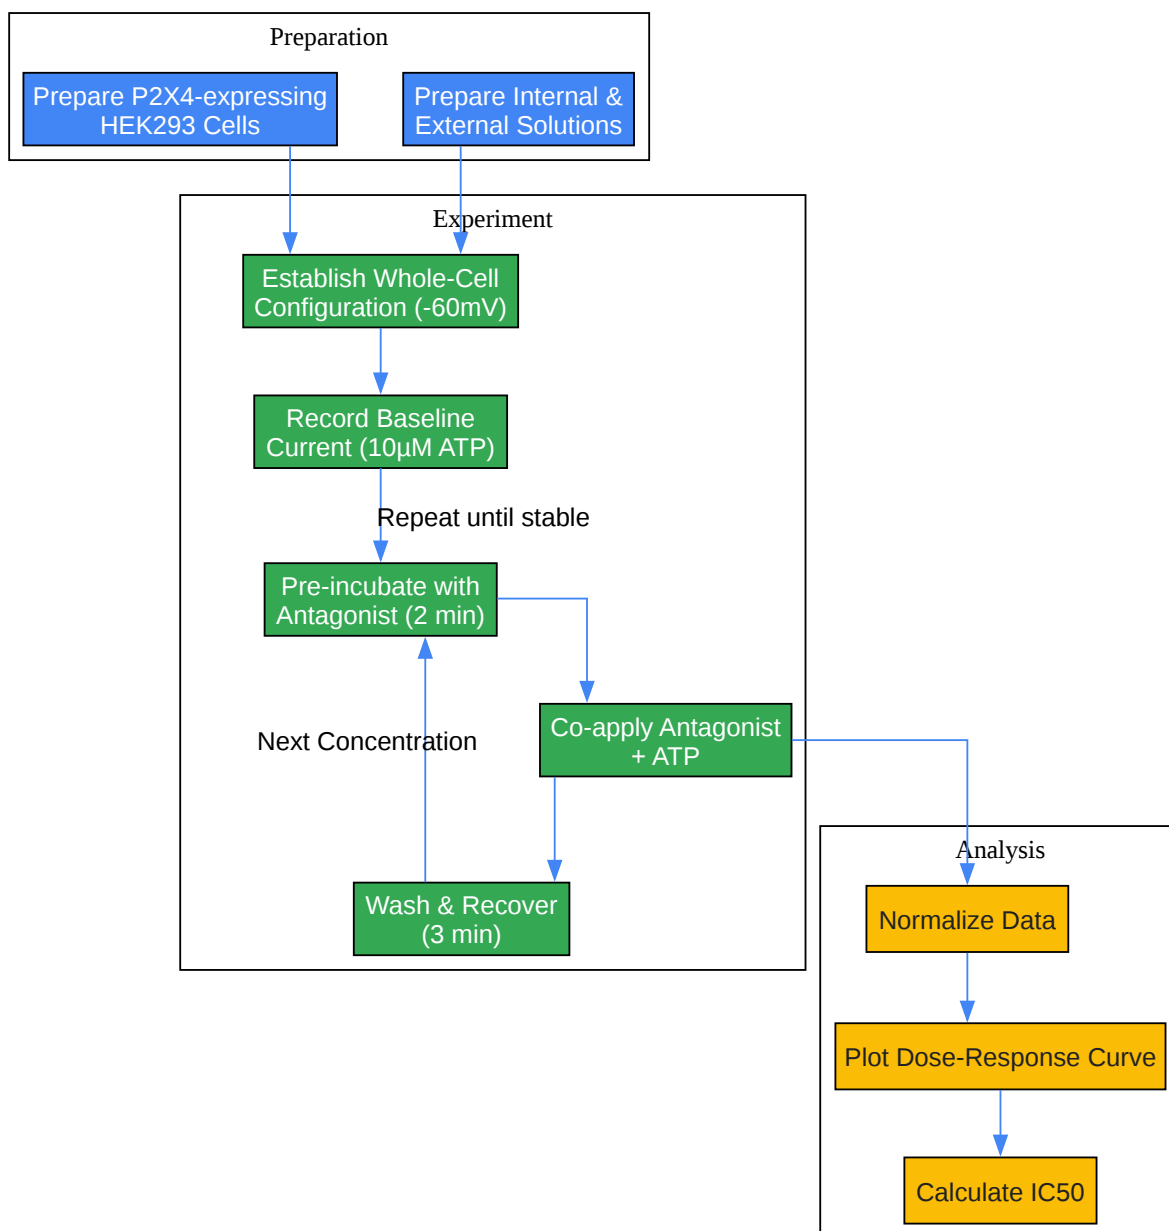 Preparation
Prepare P2X4-expressing
HEK293 Cells
Prepare Internal &
External Solutions
Experiment
Establish Whole-Cell
Configuration (-60mV)
Record Baseline
Current (10µM ATP)
Repeat until stable
Pre-incubate with
Antagonist (2 min)
Next Concentration
Co-apply Antagonist
+ ATP
Wash & Recover
(3 min)
Analysis
Normalize Data
Plot Dose-Response Curve
Calculate IC50